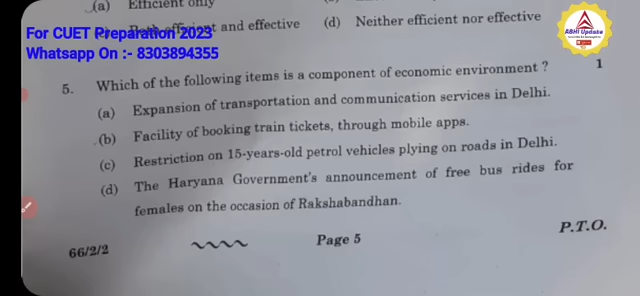 (a) Efficient only
and effective (d) Neither efficient nor effective
For CUET Preparation 2023
Whatsapp On :- 8303894355
ABHI Update
5. Which of the following items is a component of economic environment ? 1
(a) Expansion of transportation and communication services in Delhi.
(b) Facility of booking train tickets, through mobile apps.
(c) Restriction on 15-years-old petrol vehicles plying on roads in Delhi.
(d) The Haryana Government's announcement of free bus rides for
females on the occasion of Rakshabandhan.
66/2/2 Page 5 P.T.O.